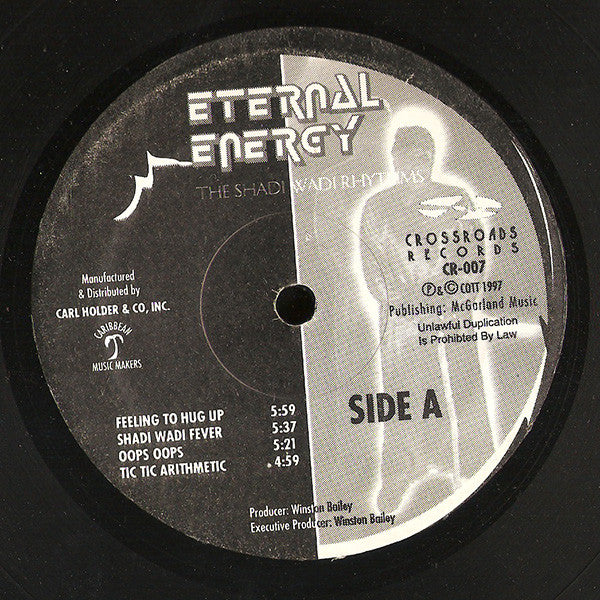 ETERNAL
ENERGY
THE SHADI WADI RHYTHMS
CROSSROADS
RECORDS
CR-007
Ⓟ&© COTT 1997
Publishing: McGarland Music
Unlawful Duplication
Is Prohibited By Law
Manufactured
& Distributed by
CARL HOLDER & CO, INC.
CARIBBEAN
MUSIC MAKERS
SIDE A
FEELING TO HUG UP 5:59
SHADI WADI FEVER 5:37
OOPS OOPS 5:21
TIC TIC ARITHMETIC 4:59
Producer: Winston Bailey
Executive Producer: Winston Bailey